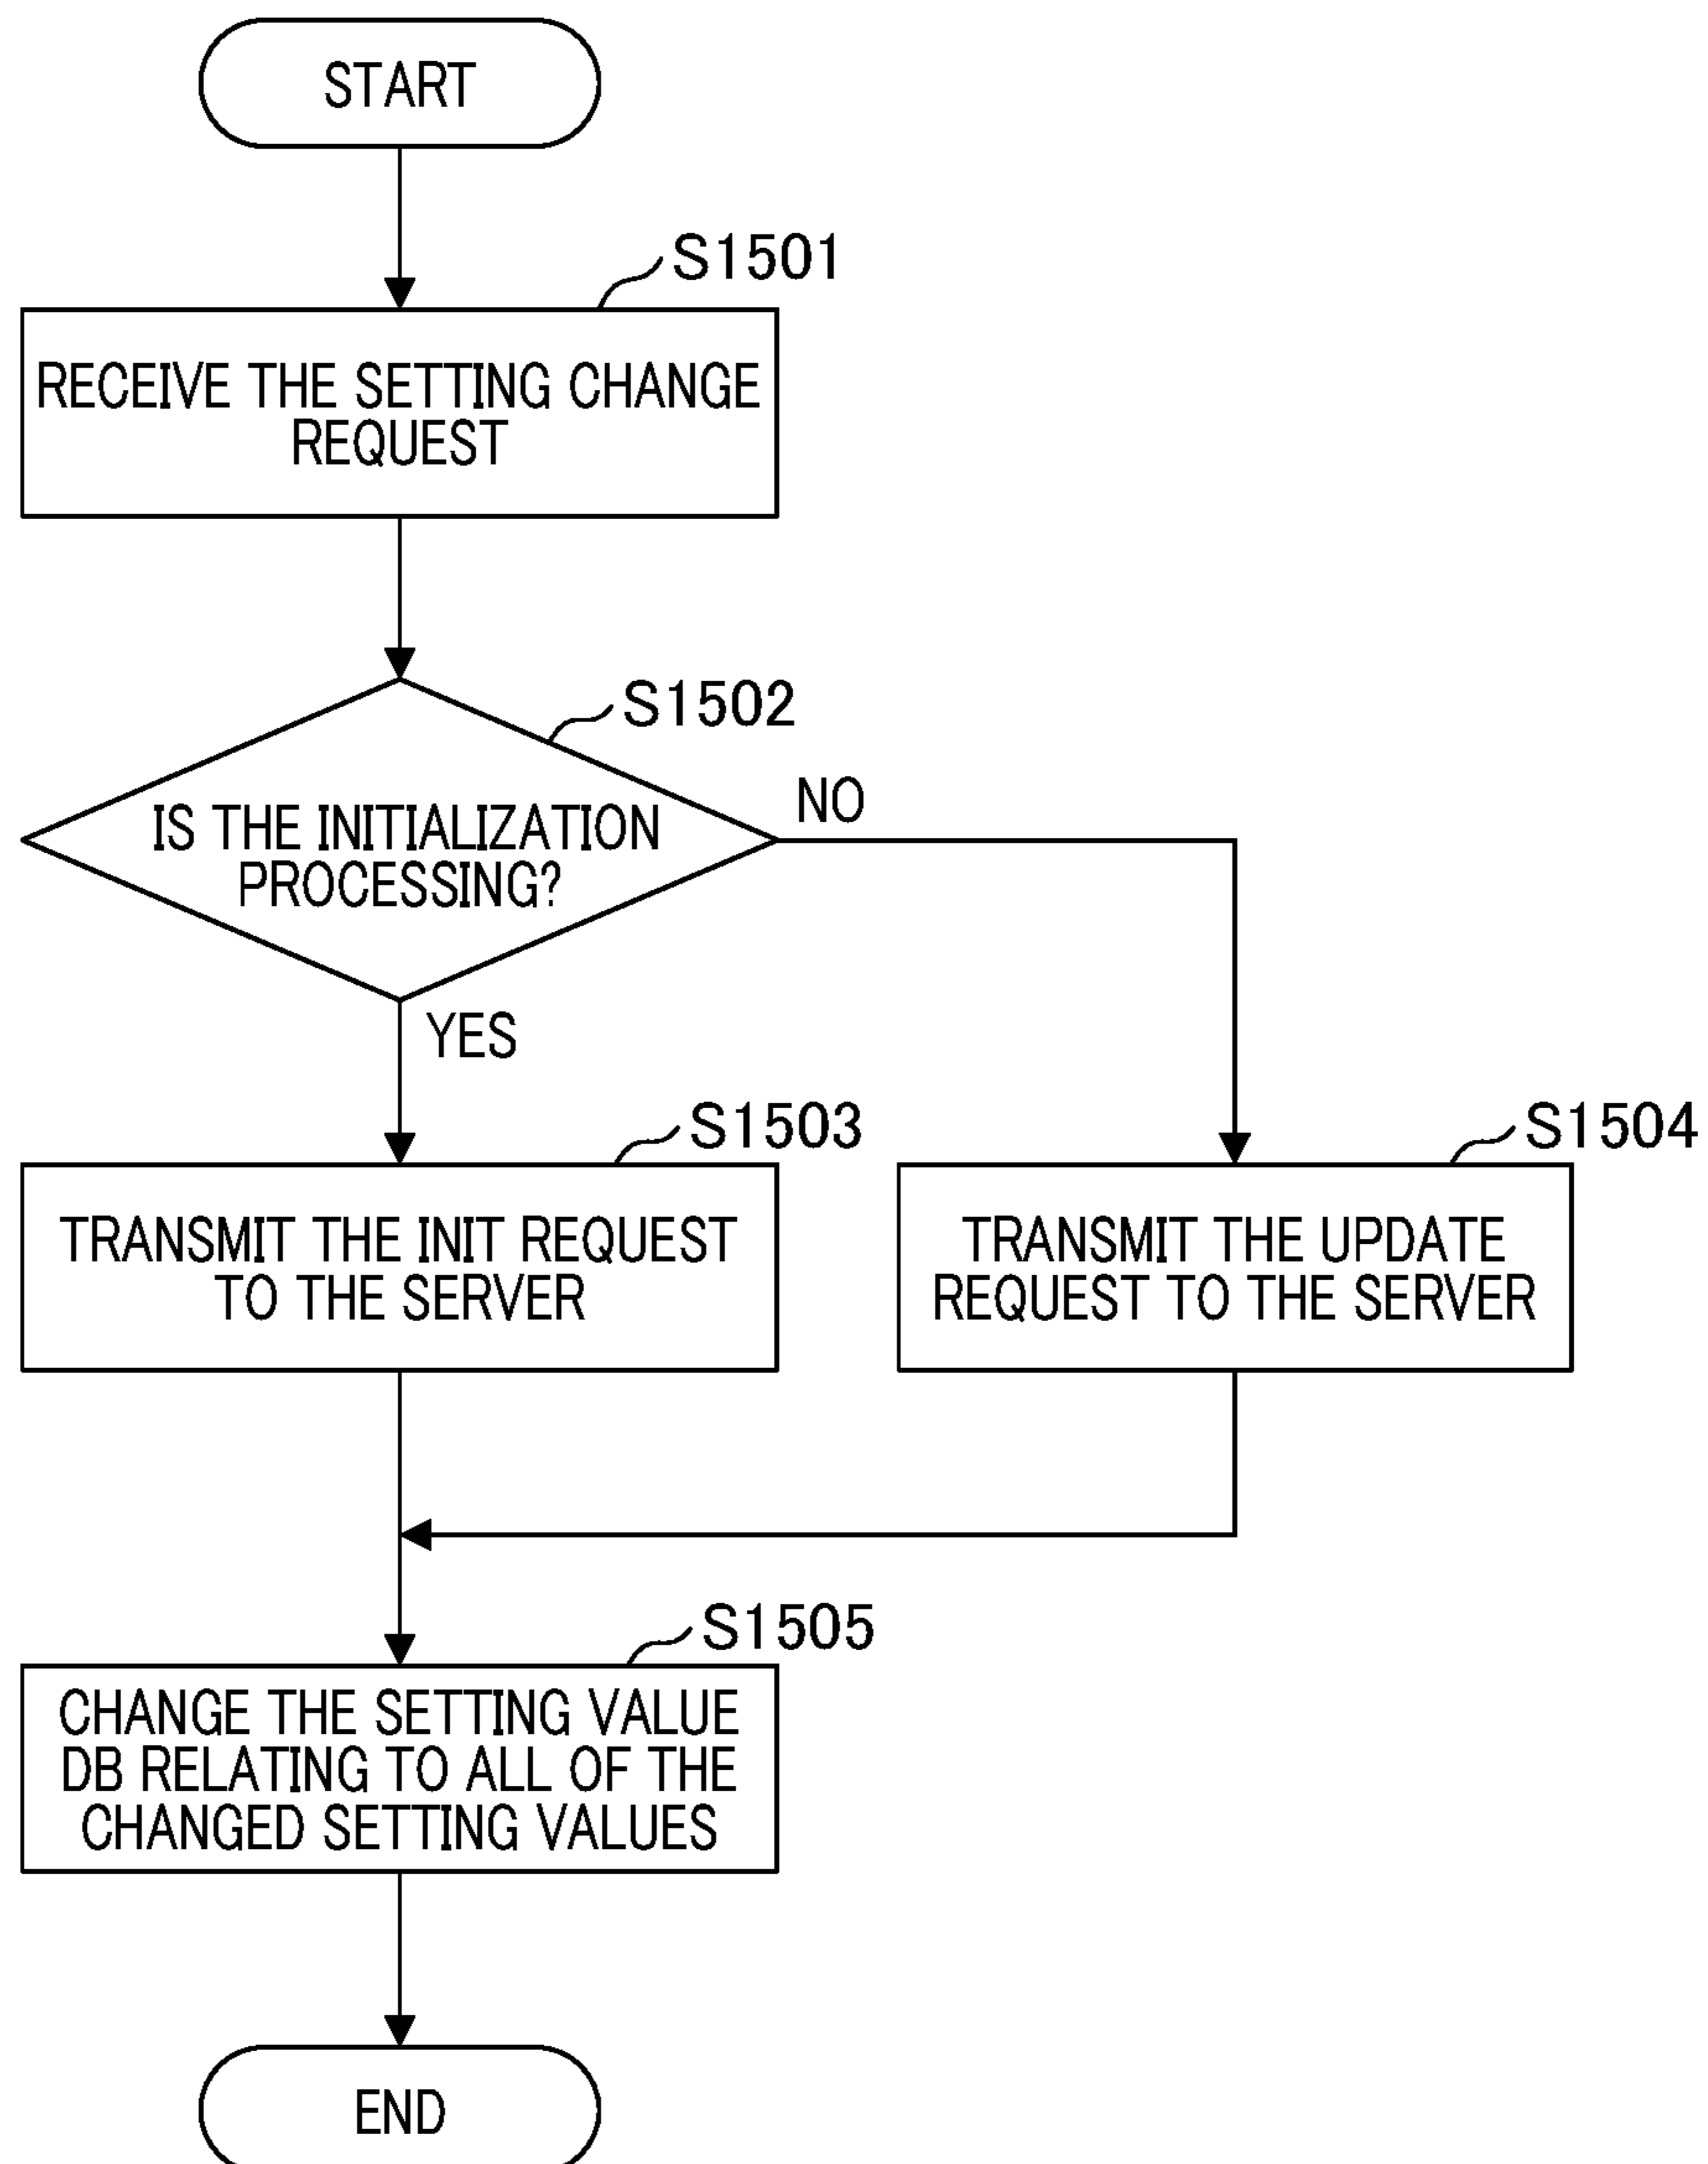 START
S1501
RECEIVE THE SETTING CHANGE
REQUEST
S1502
IS THE INITIALIZATION
PROCESSING?
NO
YES
S1503
TRANSMIT THE INIT REQUEST
TO THE SERVER
S1504
TRANSMIT THE UPDATE
REQUEST TO THE SERVER
S1505
CHANGE THE SETTING VALUE
DB RELATING TO ALL OF THE
CHANGED SETTING VALUES
END